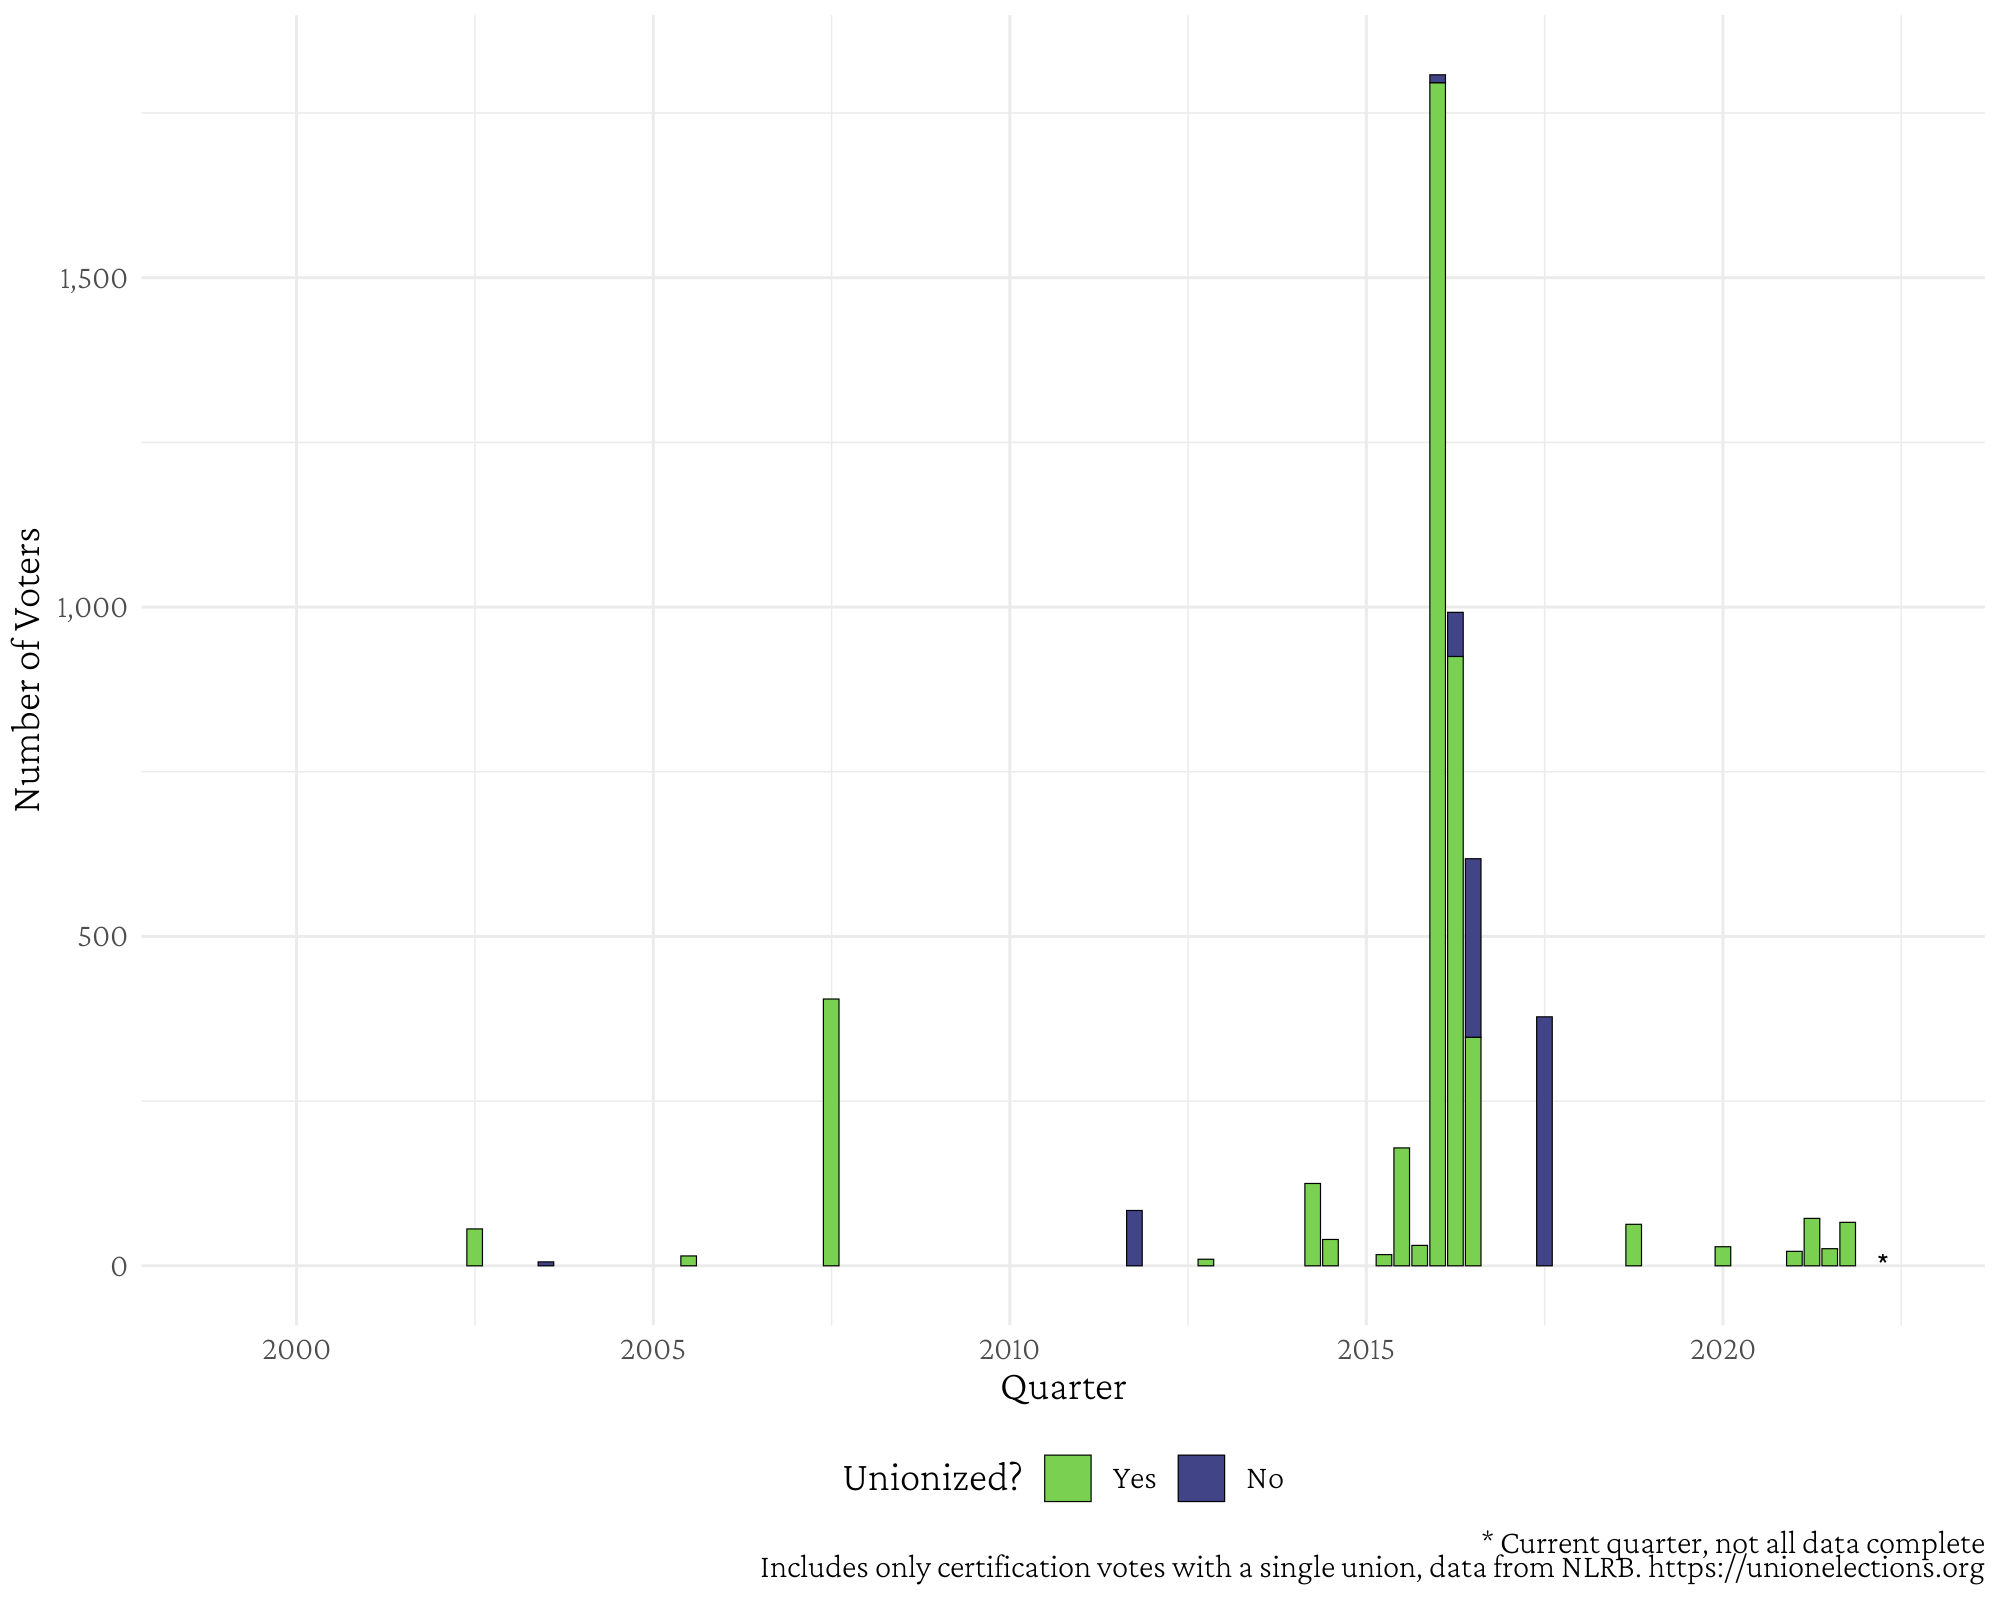 Number of Voters
1,500
1,000
500
0
*
2000 2005 2010 2015 2020
Quarter
Unionized? Yes No
* Current quarter, not all data complete
Includes only certification votes with a single union, data from NLRB. https://unionelections.org